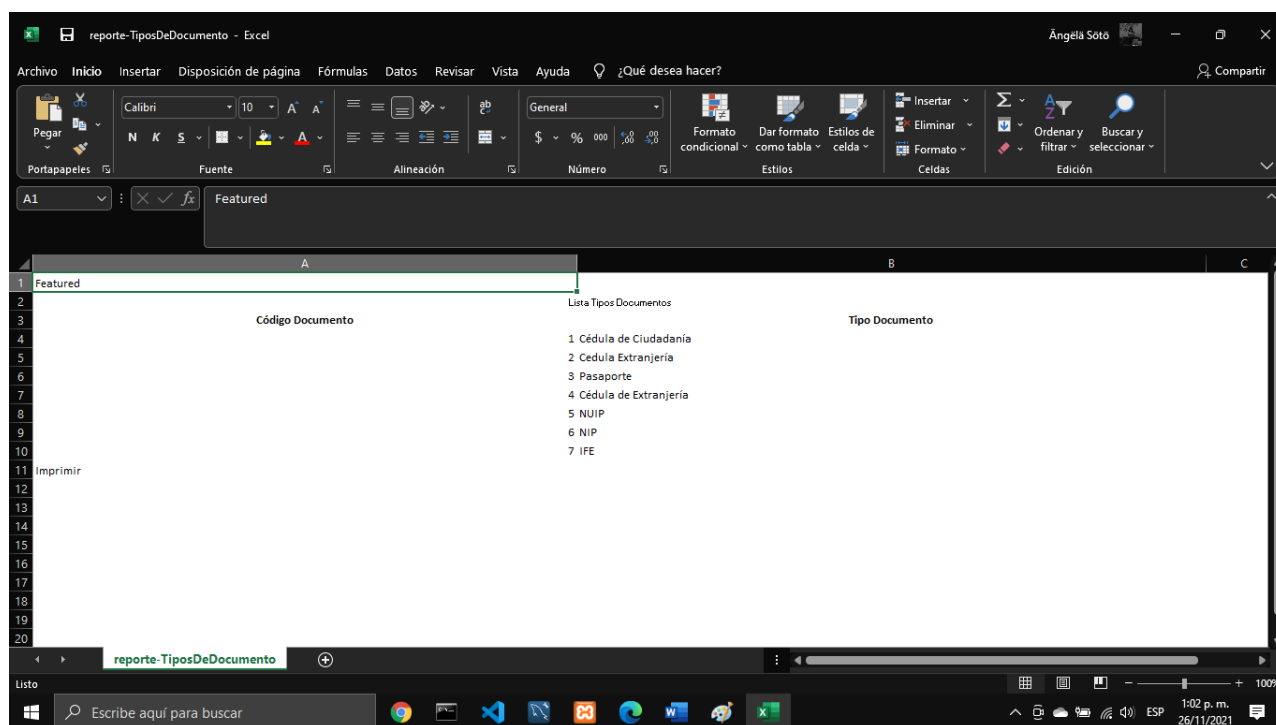 reporte-TiposDeDocumento - Excel
Ängëlä Sötö
Archivo Inicio Insertar Disposición de página Fórmulas Datos Revisar Vista Ayuda ¿Qué desea hacer? Compartir
Pegar
Portapapeles
Calibri 10 A A
N K S A
Fuente
ab
Alineación
General
$ % 000
Número
Formato condicional
Dar formato como tabla
Estilos de celda
Estilos
Insertar
Eliminar
Formato
Celdas
Ordenar y filtrar
Buscar y seleccionar
Edición
A1 fx Featured
A B C
1 Featured
2 Lista Tipos Documentos
3 Código Documento Tipo Documento
4 1 Cédula de Ciudadanía
5 2 Cedula Extranjería
6 3 Pasaporte
7 4 Cédula de Extranjería
8 5 NUIP
9 6 NIP
10 7 IFE
11 Imprimir
12
13
14
15
16
17
18
19
20
reporte-TiposDeDocumento
Listo
100%
Escribe aquí para buscar
ESP
1:02 p. m.
26/11/2021